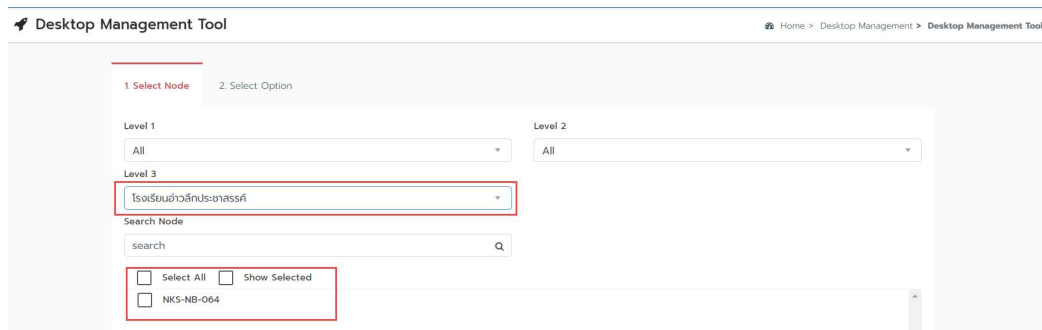 Desktop Management Tool
Home > Desktop Management > Desktop Management Tool
1. Select Node
2. Select Option
Level 1
Level 2
All
All
Level 3
โรงเรียนอ่าวลึกประชาสรรค์
Search Node
search
Select All
Show Selected
NKS-NB-064